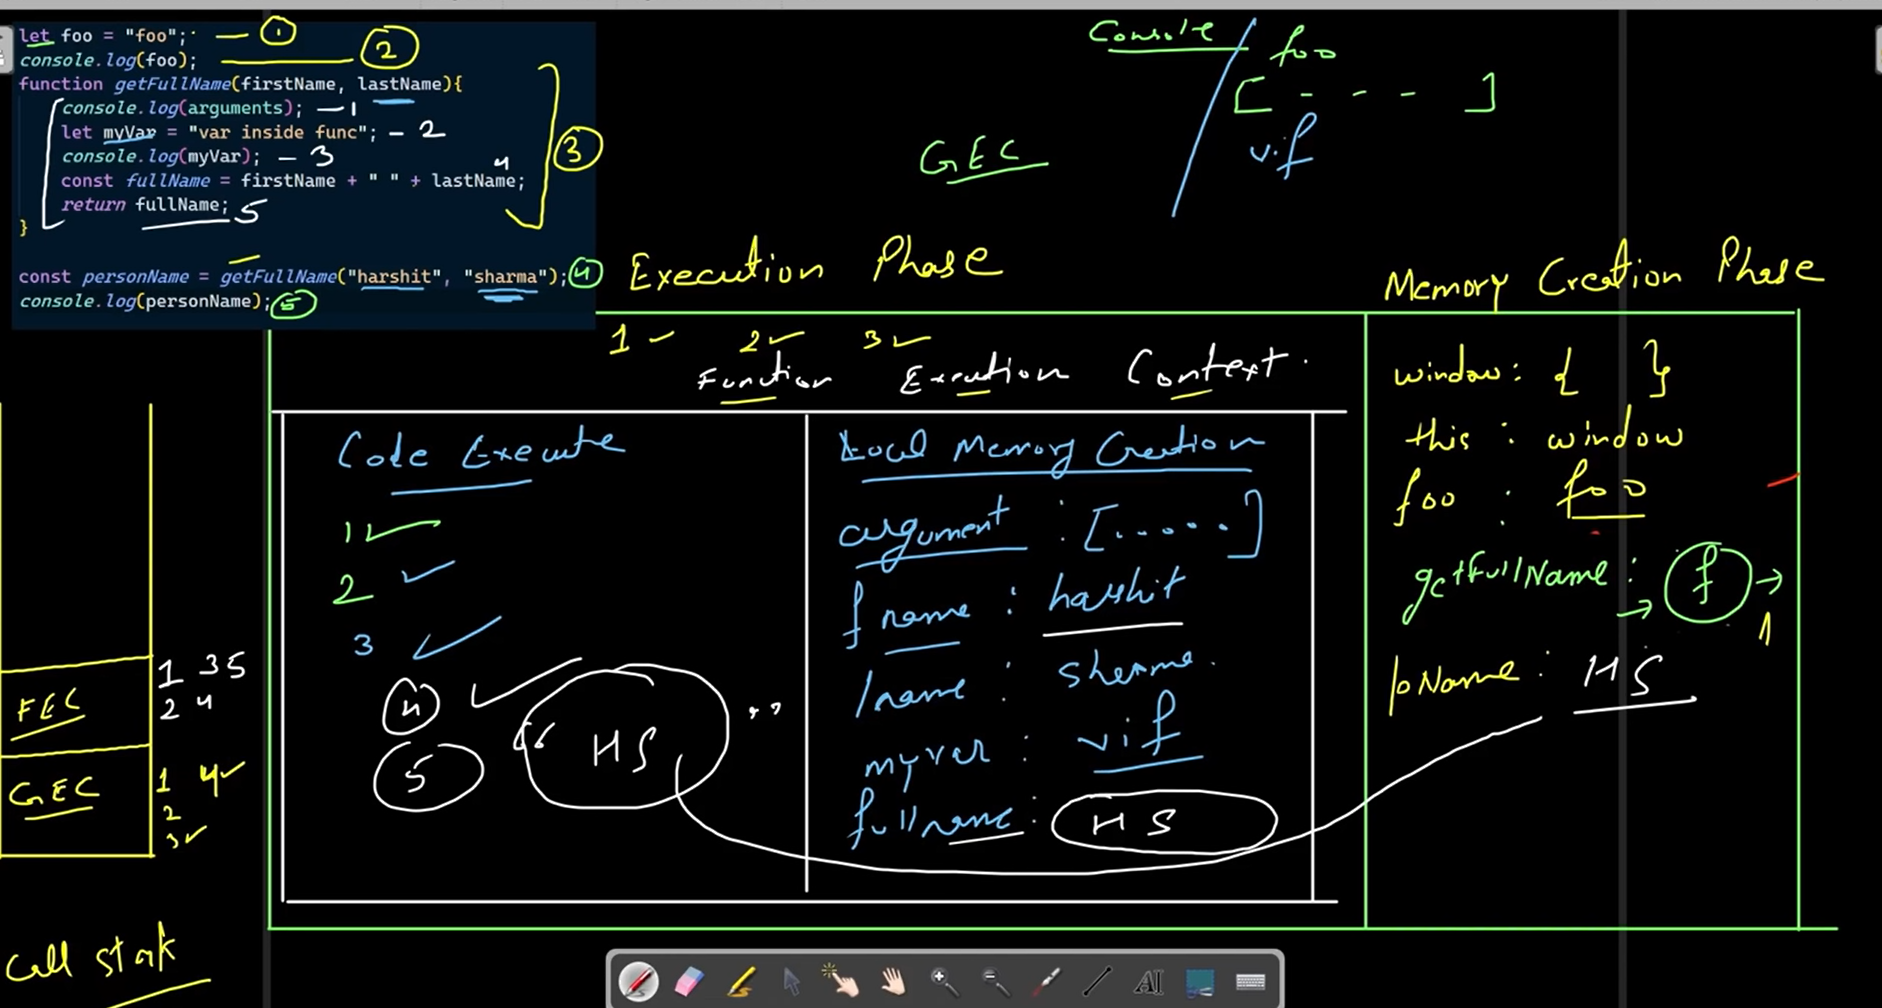 let foo = "foo"; 1
console.log(foo); 2
function getFullName(firstName, lastName){
console.log(arguments); - 1
let myVar = "var inside func"; - 2
console.log(myVar); - 3
const fullName = firstName + " " + lastName; 4
return fullName; 5
}
3
const personName = getFullName("harshit", "sharma"); 4
console.log(personName); 5
Console
foo
[ - - - ]
vif
GEC
Execution Phase
Memory Creation Phase
1 2 3
Function Execution Context.
Code Execute
1
2
3
4
5 "HS"
Local Memory Creation
argument : [.....]
fname : harshit
lname :
myvar : vif
fullname : HS
window : { }
this : window
foo : foo
getFullName : f
1
pName : HS
FEC
1 3 5
2 4
GEC
1 4
2
3
Call stak
AI